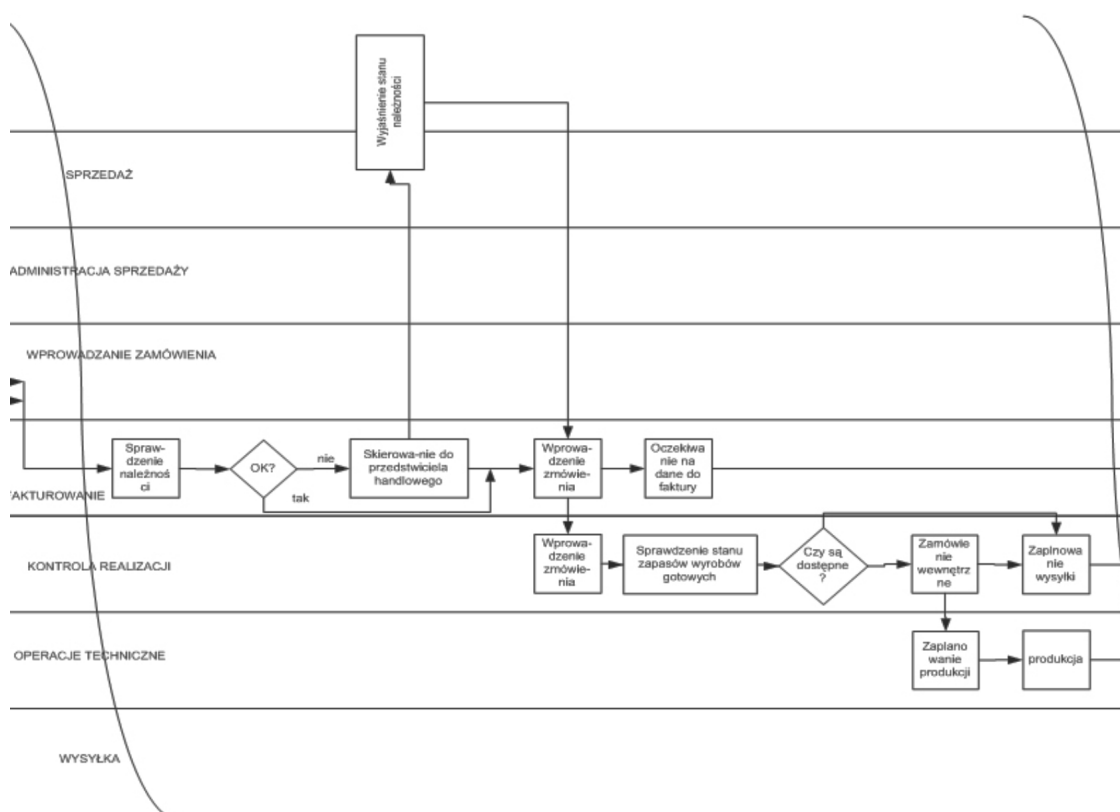 Wyjaśnienie stanu
należności
SPRZEDAŻ
ADMINISTRACJA SPRZEDAŻY
WPROWADZANIE ZAMÓWIENIA
Spraw-
dzenie
należnoś
ci
OK?
nie
tak
Skierowa-nie do
przedstwiciela
handlowego
Wprowa-
dzenie
zmówie-
nia
Oczekiwa
nie na
dane do
faktury
FAKTUROWANIE
KONTROLA REALIZACJI
Wprowa-
dzenie
zmówie-
nia
Sprawdzenie stanu
zapasów wyrobów
gotowych
Czy są
dostępne
?
Zamówie
nie
wewnętrz
ne
Zaplnowa
nie
wysyłki
OPERACJE TECHNICZNE
Zaplano
wanie
produkcji
produkcja
WYSYŁKA